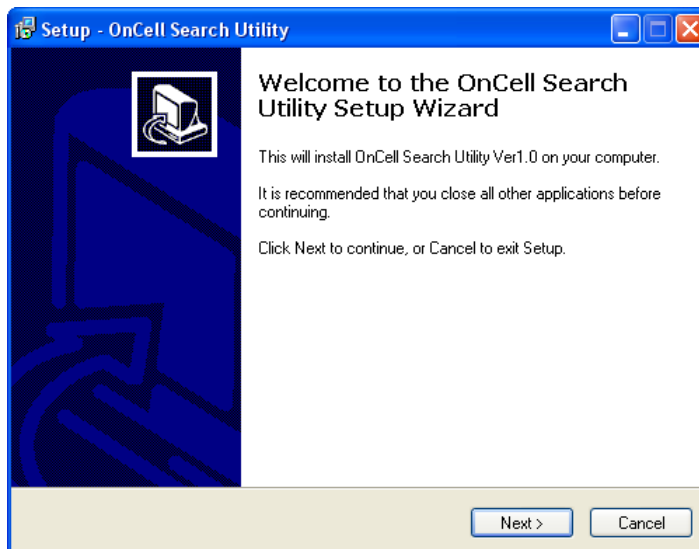 Setup - OnCell Search Utility
Welcome to the OnCell Search
Utility Setup Wizard
This will install OnCell Search Utility Ver1.0 on your computer.
It is recommended that you close all other applications before
continuing.
Click Next to continue, or Cancel to exit Setup.
Next >
Cancel